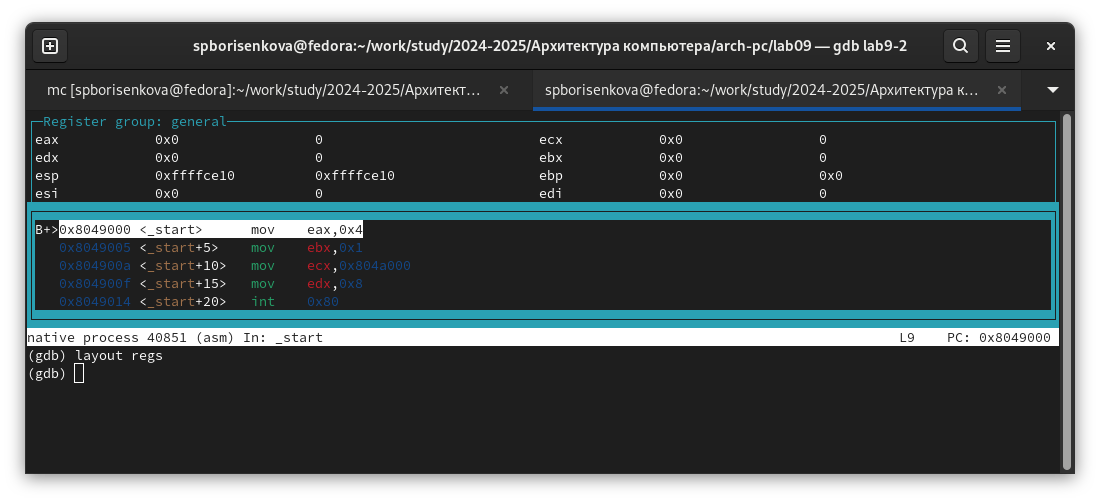 spborisenkova@fedora:~/work/study/2024-2025/Архитектура компьютера/arch-pc/lab09 — gdb lab9-2
mc [spborisenkova@fedora]:~/work/study/2024-2025/Архитект… × spborisenkova@fedora:~/work/study/2024-2025/Архитектура к… ×
Register group: general
eax 0x0 0 ecx 0x0 0
edx 0x0 0 ebx 0x0 0
esp 0xffffce10 0xffffce10 ebp 0x0 0x0
esi 0x0 0 edi 0x0 0
B+>0x8049000 <_start> mov eax,0x4
0x8049005 <_start+5> mov ebx,0x1
0x804900a <_start+10> mov ecx,0x804a000
0x804900f <_start+15> mov edx,0x8
0x8049014 <_start+20> int 0x80
native process 40851 (asm) In: _start L9 PC: 0x8049000
(gdb) layout regs
(gdb)